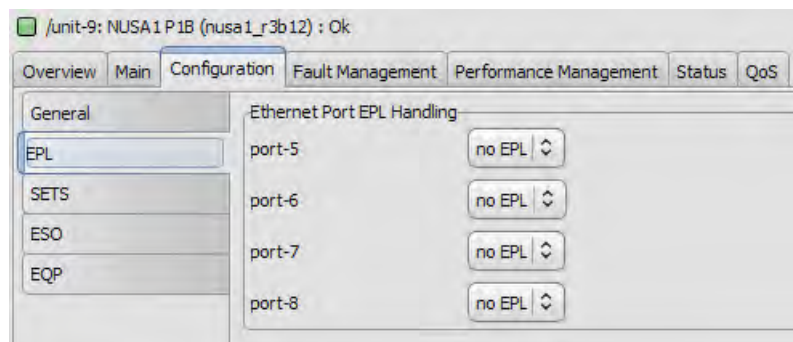 /unit-9: NUSA1 P1B (nusa1_r3b12) : Ok
Overview Main Configuration Fault Management Performance Management Status QoS
General
EPL
SETS
ESO
EQP
Ethernet Port EPL Handling
port-5 no EPL
port-6 no EPL
port-7 no EPL
port-8 no EPL